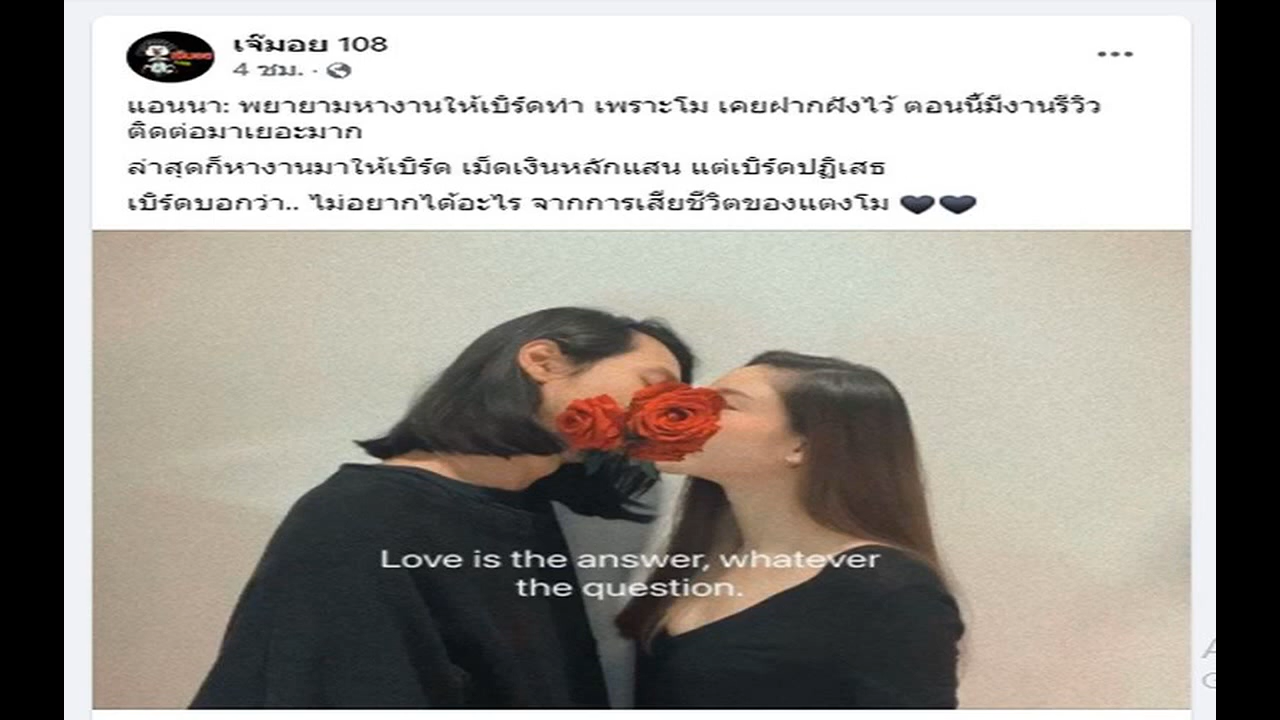 เจ๊มอย 108
4 ชม. ·
แอนนา: พยายามหางานให้เบิร์ดทำ เพราะโม เคยฝากฝังไว้ ตอนนี้มีงานรีวิว
ติดต่อมาเยอะมาก
ล่าสุดก็หางานมาให้เบิร์ด เม็ดเงินหลักแสน แต่เบิร์ดปฏิเสธ
เบิร์ดบอกว่า.. ไม่อยากได้อะไร จากการเสียชีวิตของแตงโม 🖤🖤
Love is the answer, whatever
the question.